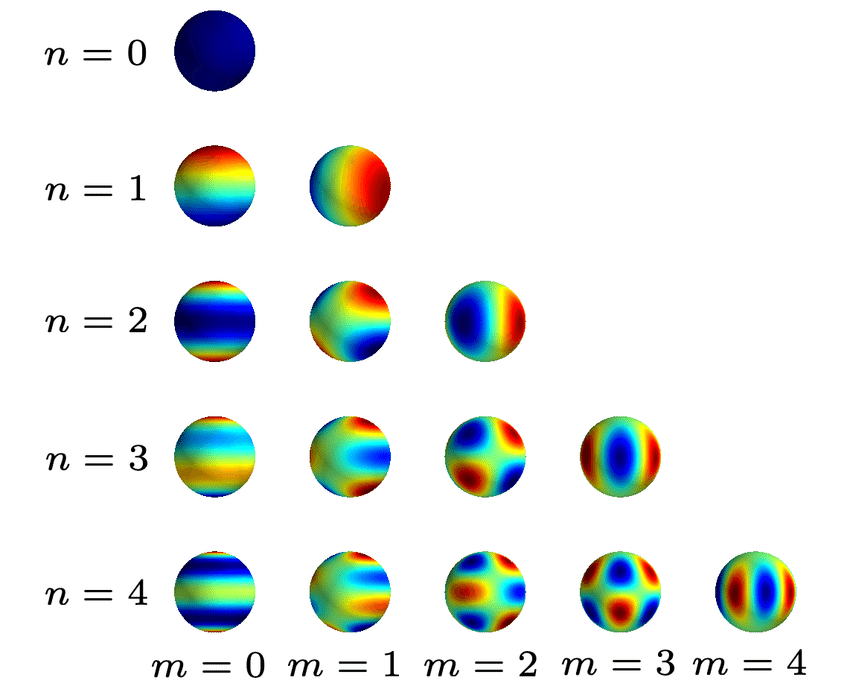 n = 0
n = 1
n = 2
n = 3
n = 4
m = 0 m = 1 m = 2 m = 3 m = 4